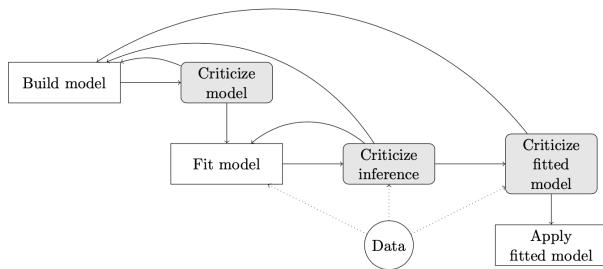 Build model
Criticize
model
Fit model
Criticize
inference
Criticize
fitted
model
Data
Apply
fitted model